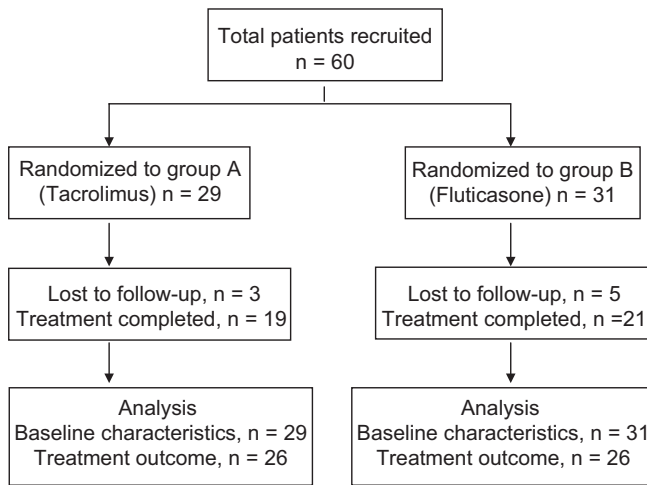 Total patients recruited
n = 60
Randomized to group A
(Tacrolimus) n = 29
Randomized to group B
(Fluticasone) n = 31
Lost to follow-up, n = 3
Treatment completed, n = 19
Lost to follow-up, n = 5
Treatment completed, n =21
Analysis
Baseline characteristics, n = 29
Treatment outcome, n = 26
Analysis
Baseline characteristics, n = 31
Treatment outcome, n = 26